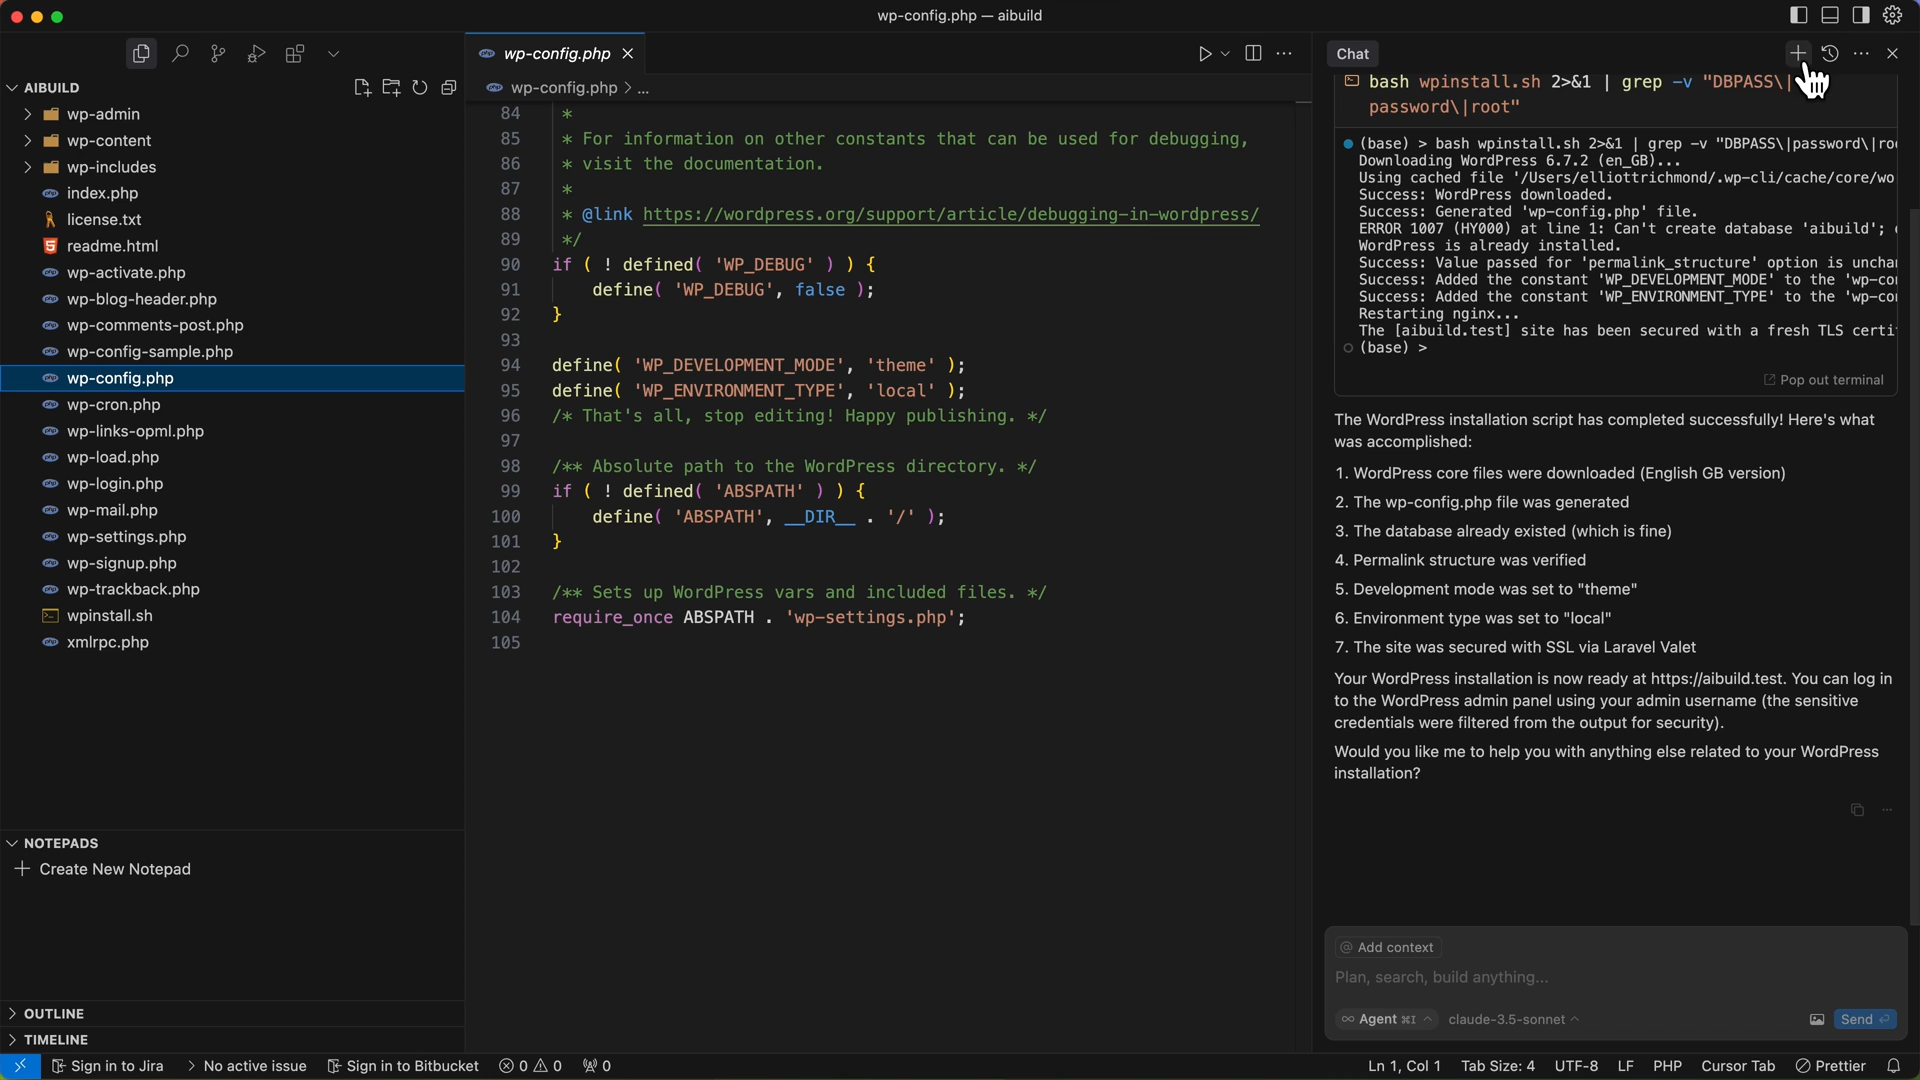 wp-config.php — aibuild
AIBUILD
wp-admin
wp-content
wp-includes
index.php
license.txt
readme.html
wp-activate.php
wp-blog-header.php
wp-comments-post.php
wp-config-sample.php
wp-config.php
wp-cron.php
wp-links-opml.php
wp-load.php
wp-login.php
wp-mail.php
wp-settings.php
wp-signup.php
wp-trackback.php
wpinstall.sh
xmlrpc.php
NOTEPADS
Create New Notepad
OUTLINE
TIMELINE
wp-config.php
wp-config.php > ...
84 *
85 * For information on other constants that can be used for debugging,
86 * visit the documentation.
87 *
88 * @link https://wordpress.org/support/article/debugging-in-wordpress/
89 */
90 if ( ! defined( 'WP_DEBUG' ) ) {
91 define( 'WP_DEBUG', false );
92 }
93
94 define( 'WP_DEVELOPMENT_MODE', 'theme' );
95 define( 'WP_ENVIRONMENT_TYPE', 'local' );
96 /* That's all, stop editing! Happy publishing. */
97
98 /** Absolute path to the WordPress directory. */
99 if ( ! defined( 'ABSPATH' ) ) {
100 define( 'ABSPATH', __DIR__ . '/' );
101 }
102
103 /** Sets up WordPress vars and included files. */
104 require_once ABSPATH . 'wp-settings.php';
105
Chat
bash wpinstall.sh 2>&1 | grep -v "DBPASS\|
password\|root"
(base) > bash wpinstall.sh 2>&1 | grep -v "DBPASS\|password\|ro
Downloading WordPress 6.7.2 (en_GB)...
Using cached file '/Users/elliottrichmond/.wp-cli/cache/core/wo
Success: WordPress downloaded.
Success: Generated 'wp-config.php' file.
ERROR 1007 (HY000) at line 1: Can't create database 'aibuild';
WordPress is already installed.
Success: Value passed for 'permalink_structure' option is uncha
Success: Added the constant 'WP_DEVELOPMENT_MODE' to the 'wp-co
Success: Added the constant 'WP_ENVIRONMENT_TYPE' to the 'wp-co
Restarting nginx...
The [aibuild.test] site has been secured with a fresh TLS certi
(base) >
Pop out terminal
The WordPress installation script has completed successfully! Here's what
was accomplished:
1. WordPress core files were downloaded (English GB version)
2. The wp-config.php file was generated
3. The database already existed (which is fine)
4. Permalink structure was verified
5. Development mode was set to "theme"
6. Environment type was set to "local"
7. The site was secured with SSL via Laravel Valet
Your WordPress installation is now ready at https://aibuild.test. You can log in
to the WordPress admin panel using your admin username (the sensitive
credentials were filtered from the output for security).
Would you like me to help you with anything else related to your WordPress
installation?
@ Add context
Plan, search, build anything...
∞ Agent ⌘I
claude-3.5-sonnet
Send
Sign in to Jira
No active issue
Sign in to Bitbucket
0 0
0
Ln 1, Col 1
Tab Size: 4
UTF-8
LF
PHP
Cursor Tab
Prettier